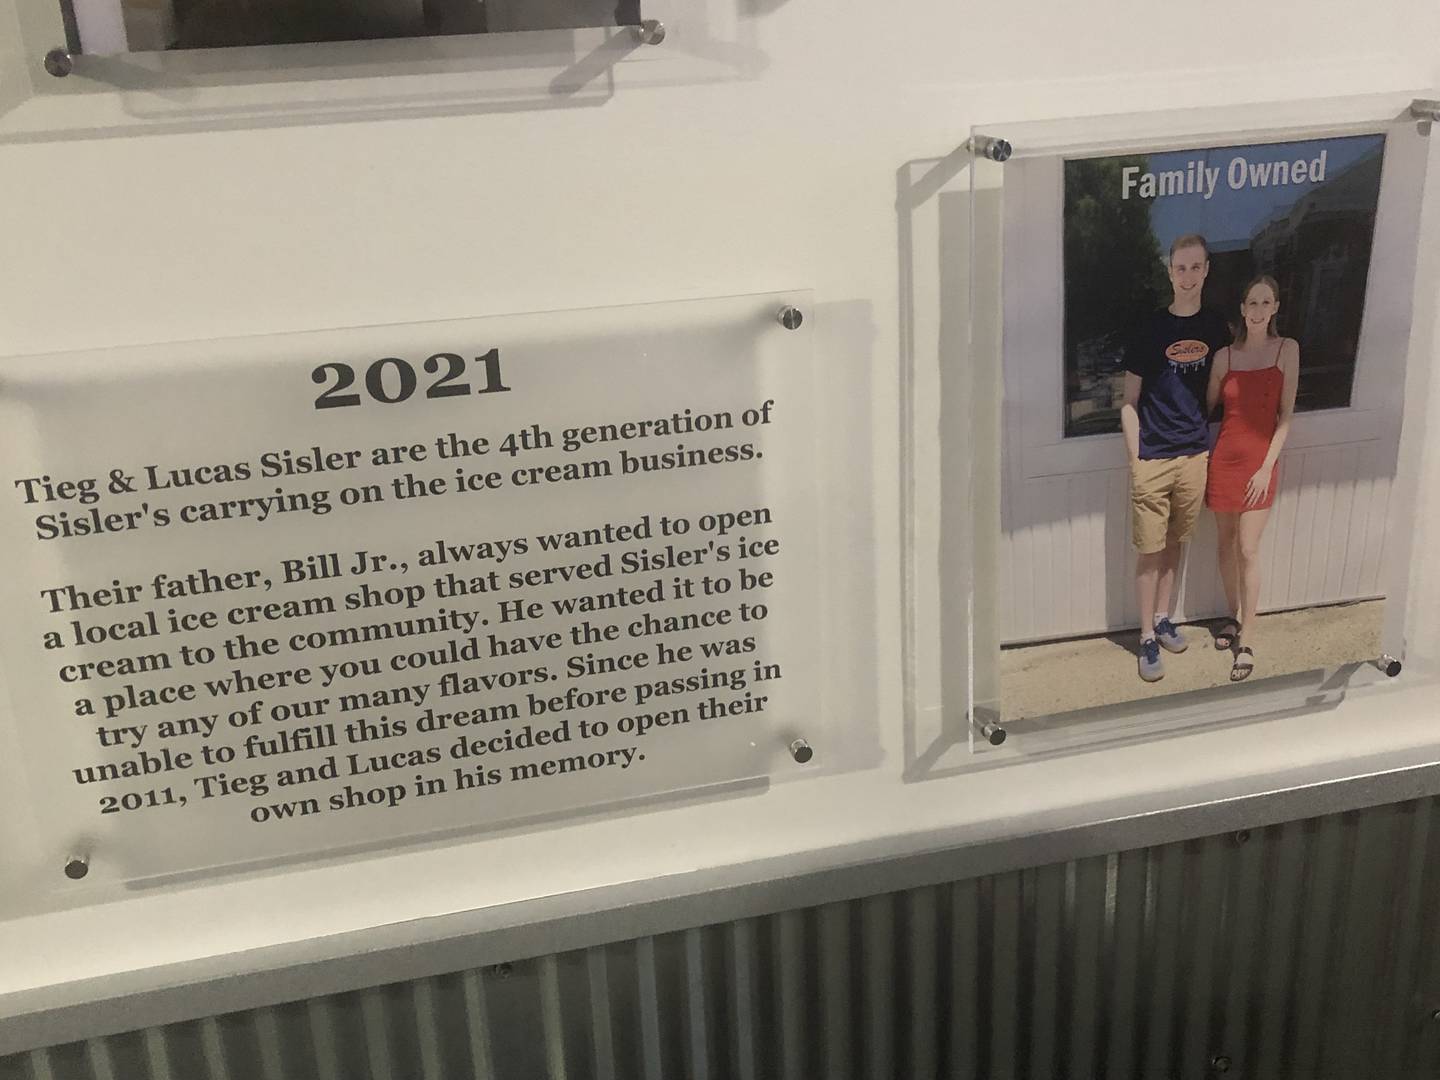 2021
Tieg & Lucas Sisler are the 4th generation of
Sisler's carrying on the ice cream business.
Their father, Bill Jr., always wanted to open
a local ice cream shop that served Sisler's ice
cream to the community. He wanted it to be
a place where you could have the chance to
try any of our many flavors. Since he was
unable to fulfill this dream before passing in
2011, Tieg and Lucas decided to open their
own shop in his memory.
Family Owned
Sisler's